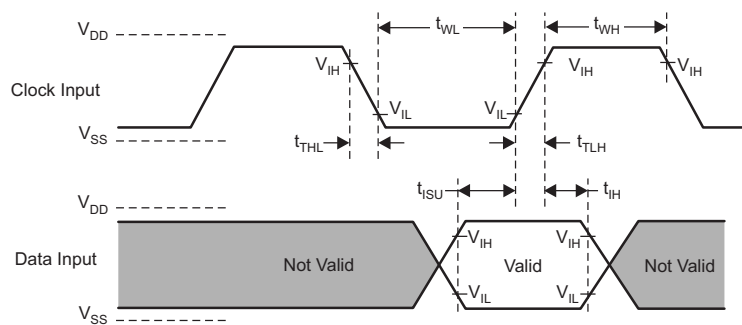 V_DD
t_WL
t_WH
V_IH
V_IH
V_IH
Clock Input
V_IL
V_IL
V_SS
t_THL
t_TLH
t_ISU
t_IH
V_DD
V_IH
V_IH
Data Input
Not Valid
Valid
Not Valid
V_IL
V_IL
V_SS